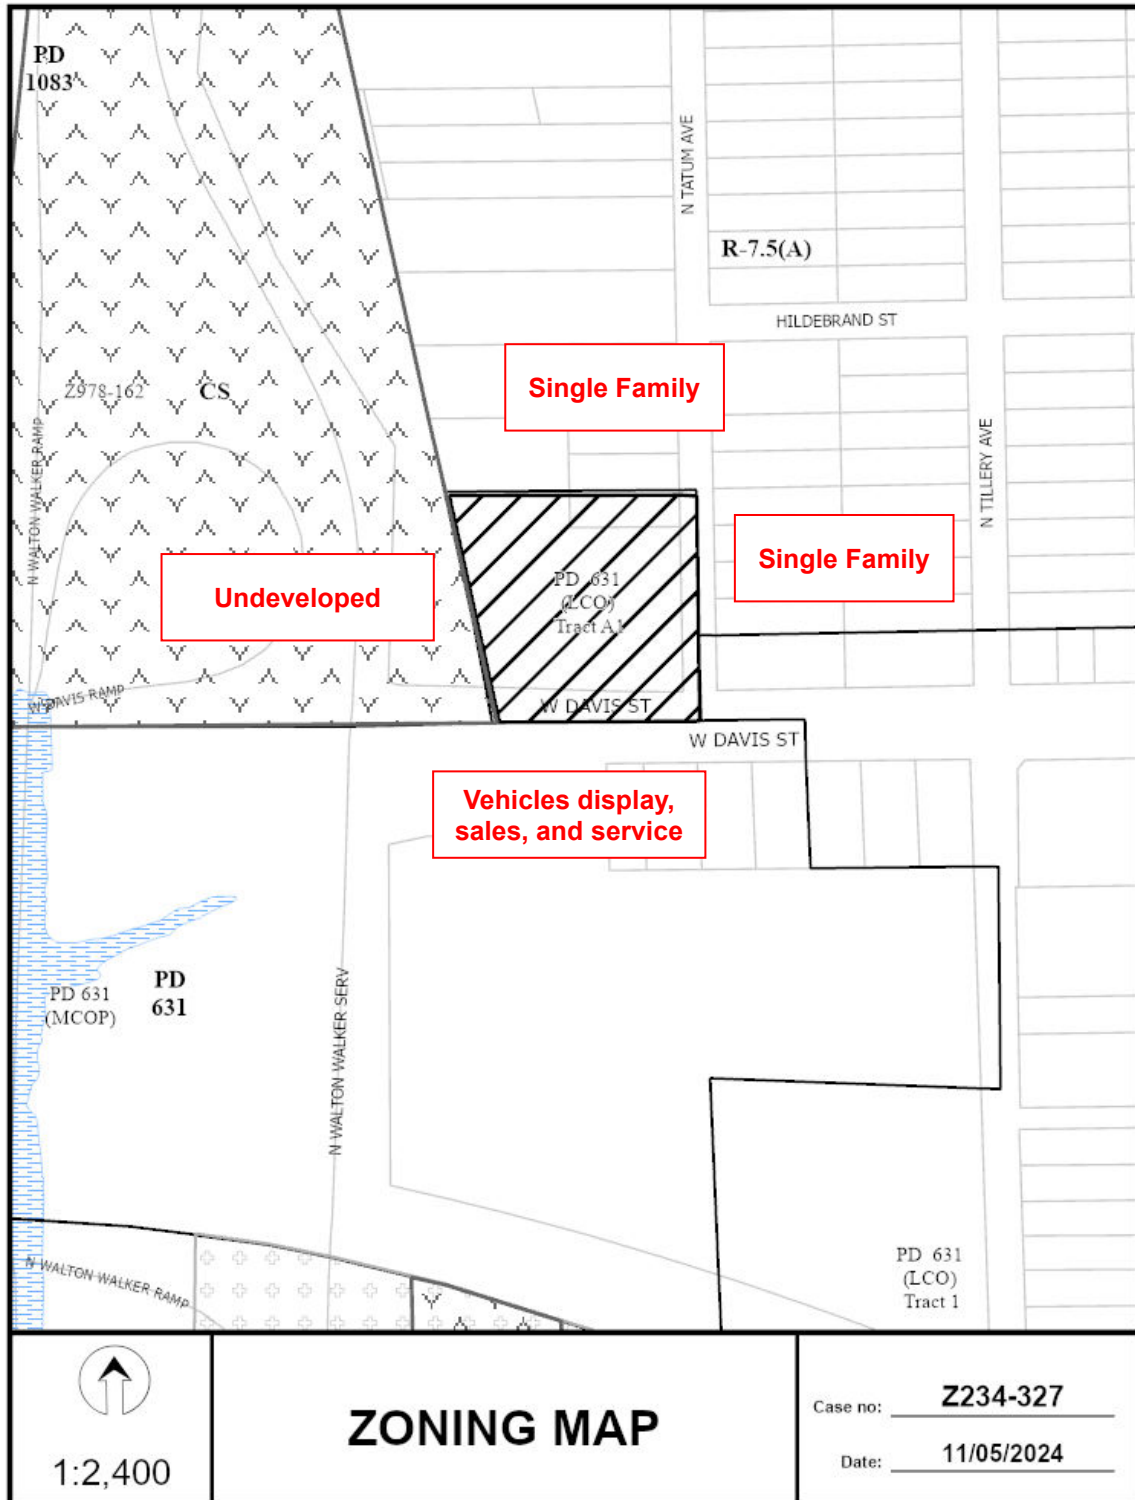 PD
1083
N TATUM AVE
R-7.5(A)
HILDEBRAND ST
Z978-162
CS
Single Family
N WALTON WALKER RAMP
N TILLERY AVE
Single Family
PD 631
(LCO)
Tract A1
Undeveloped
W DAVIS RAMP
W DAVIS ST
W DAVIS ST
Vehicles display,
sales, and service
PD 631
(MCOP)
PD
631
N WALTON WALKER SERV
N WALTON WALKER RAMP
PD 631
(LCO)
Tract 1
1:2,400
ZONING MAP
Case no: Z234-327
Date: 11/05/2024